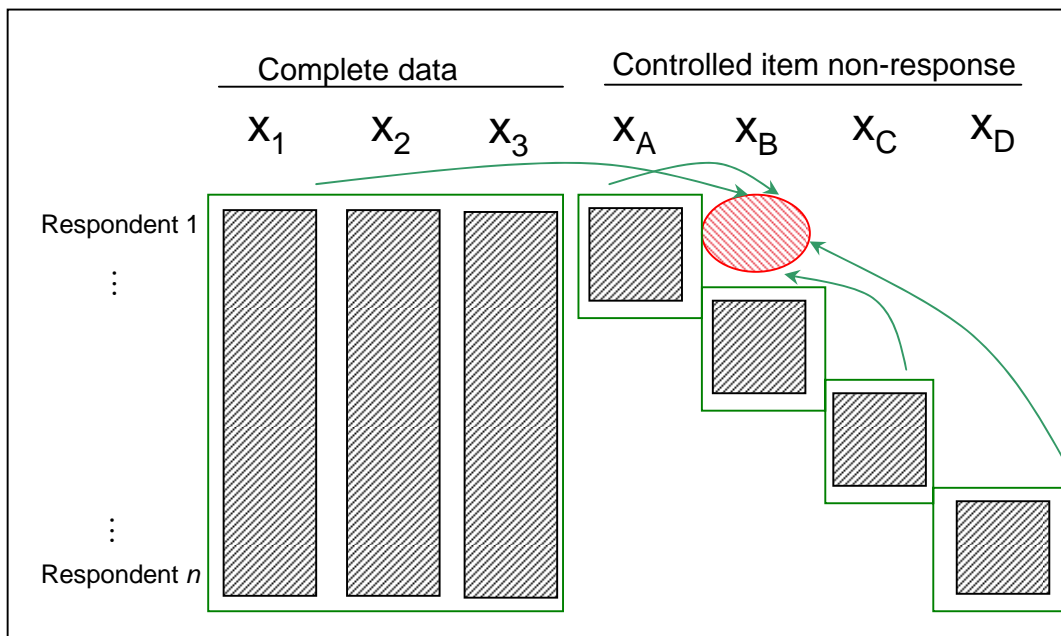 Complete data
Controlled item non-response
x1 x2 x3 xA xB xC xD
Respondent 1
...
...
Respondent n